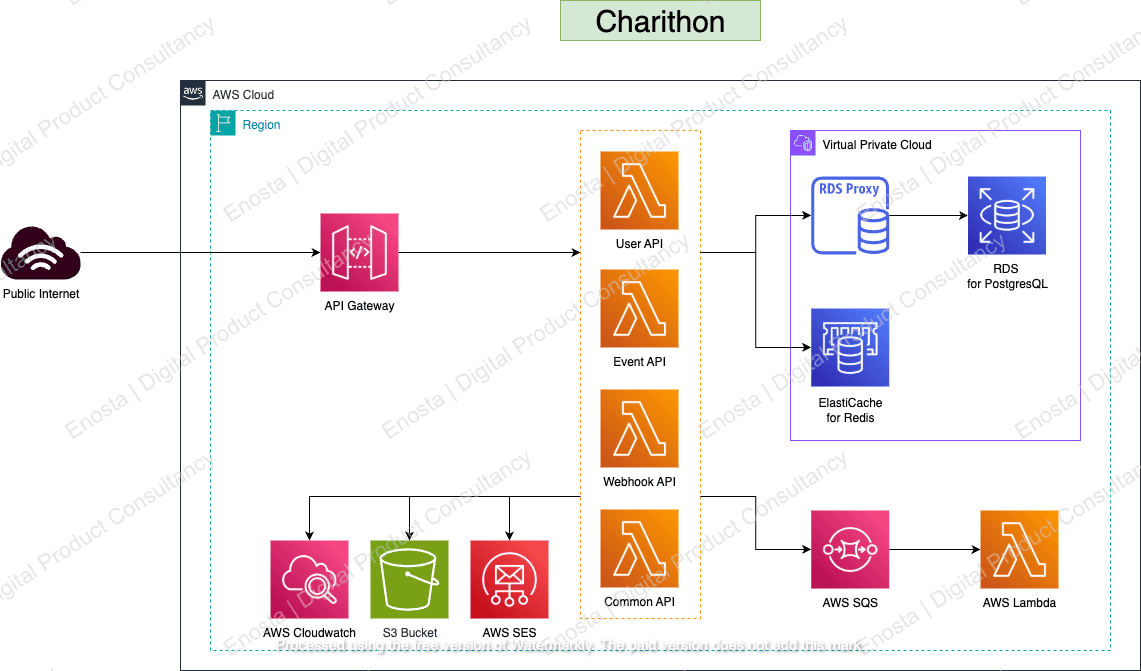 Charithon
aws
AWS Cloud
Region
Virtual Private Cloud
RDS Proxy
User API
RDS
for PostgresQL
Public Internet
API Gateway
Event API
ElastiCache
for Redis
Webhook API
Common API
AWS SQS
AWS Lambda
AWS Cloudwatch
S3 Bucket
AWS SES
Processed using the free version of Watermarkly. The paid version does not add this mark.
Enosta | Digital Product Consultancy